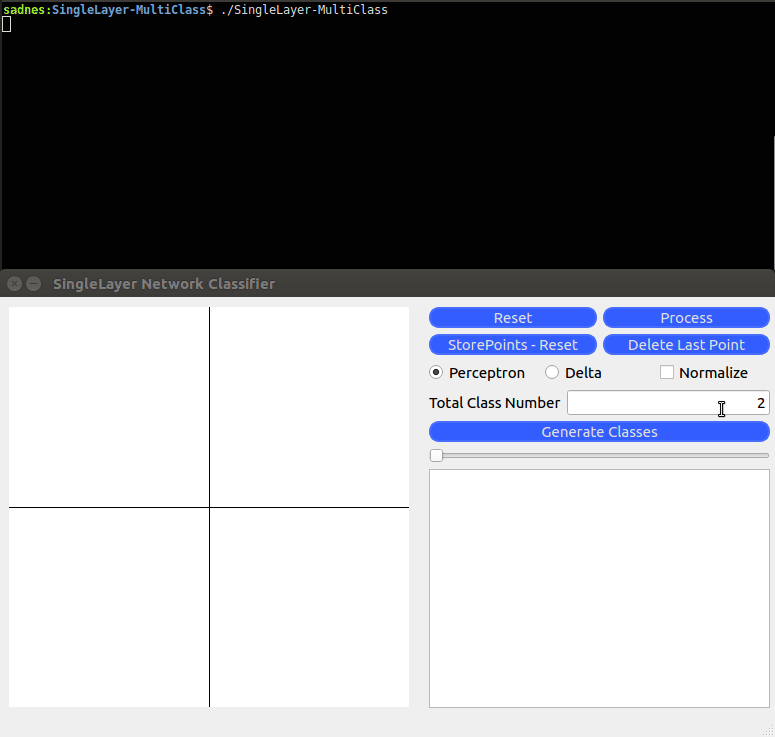 sadnes:SingleLayer-MultiClass$ ./SingleLayer-MultiClass
SingleLayer Network Classifier
Reset Process
StorePoints - Reset Delete Last Point
Perceptron Delta Normalize
Total Class Number 2
Generate Classes